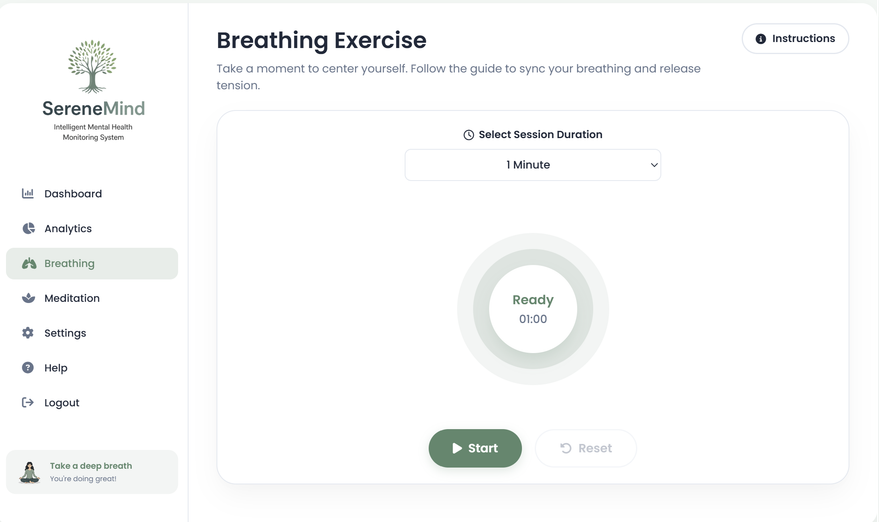 SereneMind
Intelligent Mental Health
Monitoring System
Dashboard
Analytics
Breathing
Meditation
Settings
Help
Logout
Take a deep breath
You're doing great!
Breathing Exercise
Instructions
Take a moment to center yourself. Follow the guide to sync your breathing and release
tension.
Select Session Duration
1 Minute
Ready
01:00
Start
Reset